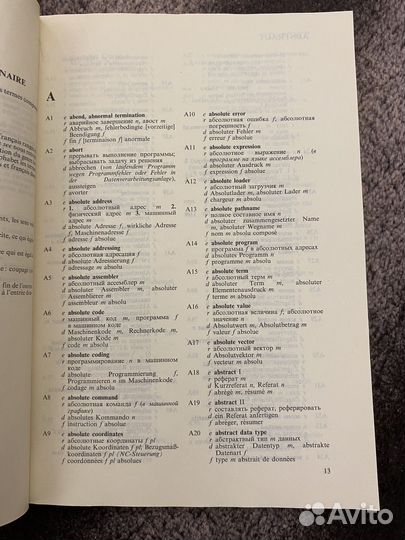 NAIRE
A
A1 e abend, abnormal termination
r аварийное завершение n, авост m
d Abbruch m, fehlerbedingte [vorzeitige]
Beendigung f
f fin f [terminaison f] anormale
A2 e abort
r прерывать выполнение программы;
выбрасывать задачу из решения
d abbrechen (von laufendem Programm
wegen Programmfehler oder Fehler in
der Datenverarbeitungsanlage),
aussteigen
f avorter
A3 e absolute address
r 1. абсолютный адрес m 2.
физический адрес m 3. машинный
адрес m
d absolute Adresse f, wirkliche Adresse
f, Maschinenadresse f
f adresse f absolue
A4 e absolute addressing
r абсолютная адресация f
d absolute Adressierung f
f adressage m absolu
A5 e absolute assembler
r абсолютный ассемблер m
d absoluter Assembler m, absoluter
Assemblierer m
f assembleur m absolu
A6 e absolute code
r машинный код m, программа f
в машинном коде
d Maschinenkode m, Rechnerkode m,
absoluter Kode m
f code m absolu
A7 e absolute coding
r программирование n в машинном
коде
d absolute Programmierung f,
Programmieren n im Maschinenkode
f codage m absolu
A8 e absolute command
r абсолютная команда f (в машинной
графике)
d absolutes Kommando n
f instruction f absolue
A9 e absolute coordinates
r абсолютные координаты f pl
d absolute Koordinaten f pl; Bezugsmaß-
koordinaten f pl (NC-Steuerung)
f coordonnées f pl absolues
A10 e absolute error
r абсолютная ошибка f, абсолютная
погрешность f
d absoluter Fehler m
f erreur f absolue
A11 e absolute expression
r абсолютное выражение n (в
программе на языке ассемблера)
d absoluter Ausdruck m
f expression f absolue
A12 e absolute loader
r абсолютный загрузчик m
d Absolutlader m, absoluter Lader m
f chargeur m absolu
A13 e absolute pathname
r полное составное имя n
d absoluter zusammengesetzter Name
m, absoluter Wegname m
f nom m absolu composé
A14 e absolute program
r программа f в абсолютных адресах
d absolutes Programm n
f programme m absolu
A15 e absolute term
r абсолютный терм m
d absoluter Term m, absoluter
Elementenausdruck m
f terme m absolu
A16 e absolute value
r абсолютная величина f; абсолютное
значение n
d Absolutwert m, Absolutbetrag m
f valeur f absolue
A17 e absolute vector
r абсолютный вектор m
d Absolutvektor m
f vecteur m absolu
A18 e abstract I
r реферат m
d Kurzreferat n, Referat n
f abrégé m, résumé m
A19 e abstract II
r составлять реферат, реферировать
d ein Referat anfertigen
f abréger, résumer
A20 e abstract data type
r абстрактный тип m данных
d abstrakter Datentyp m, abstrakte
Datenart f
f type m abstrait de données
13
Avito